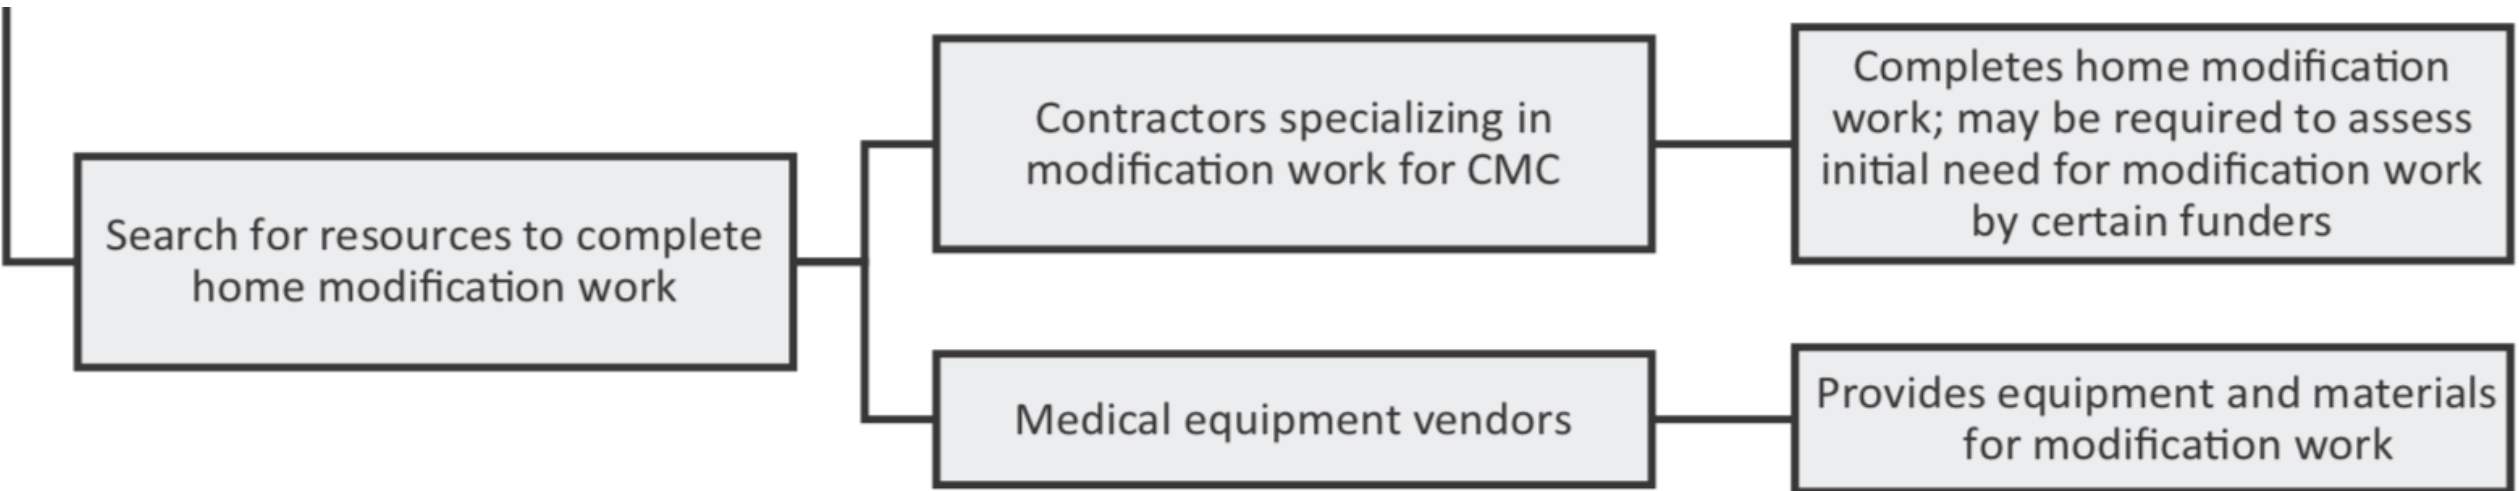 Search for resources to complete
home modification work
Contractors specializing in
modification work for CMC
Completes home modification
work; may be required to assess
initial need for modification work
by certain funders
Medical equipment vendors
Provides equipment and materials
for modification work